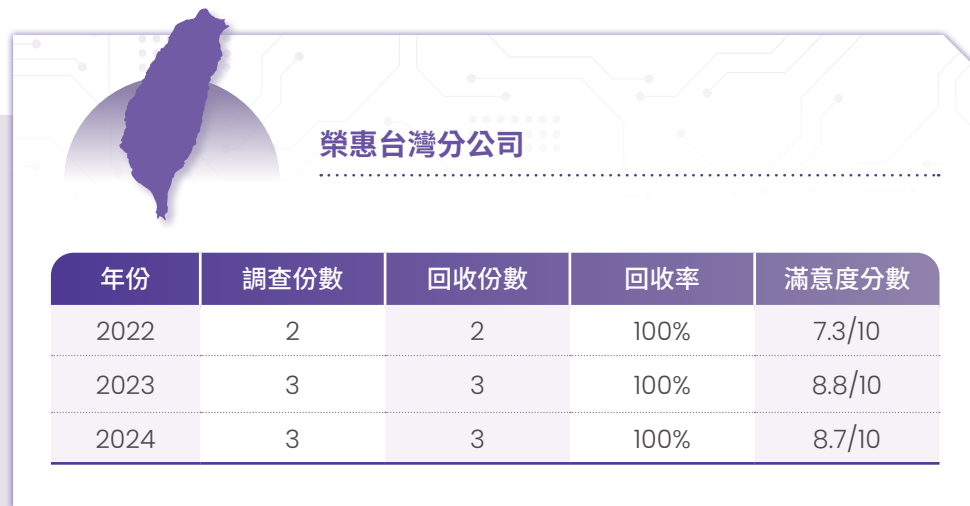 榮惠台灣分公司
年份 調查份數 回收份數 回收率 滿意度分數
2022 2 2 100% 7.3/10
2023 3 3 100% 8.8/10
2024 3 3 100% 8.7/10